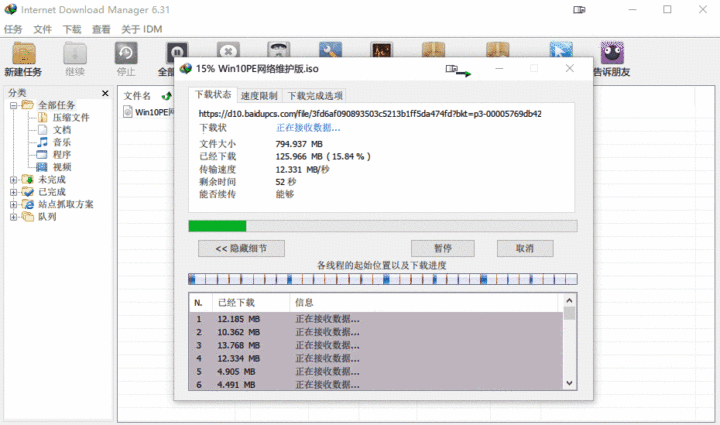 Internet Download Manager 6.31
任务 文件 下载 查看 关于 IDM
新建任务 继续 停止 全部 告诉朋友
15% Win10PE网络维护版.iso
分类
全部任务
压缩文件
文档
音乐
程序
视频
未完成
已完成
站点抓取方案
队列
文件名
Win10PE网
下载状态 速度限制 下载完成选项
https://d10.baidupcs.com/file/3fd6af090893503c5213b1ff5da474fd?bkt=p3-00005769db42
下载状 正在接收数据...
文件大小 794.937 MB
已经下载 125.966 MB ( 15.84 % )
传输速度 12.331 MB/秒
剩余时间 52 秒
能否续传 能够
<< 隐藏细节 暂停 取消
各线程的起始位置以及下载进度
N. 已经下载 信息
1 12.185 MB 正在接收数据...
2 10.362 MB 正在接收数据...
3 13.768 MB 正在接收数据...
4 12.334 MB 正在接收数据...
5 4.905 MB 正在接收数据...
6 4.491 MB 正在接收数据...